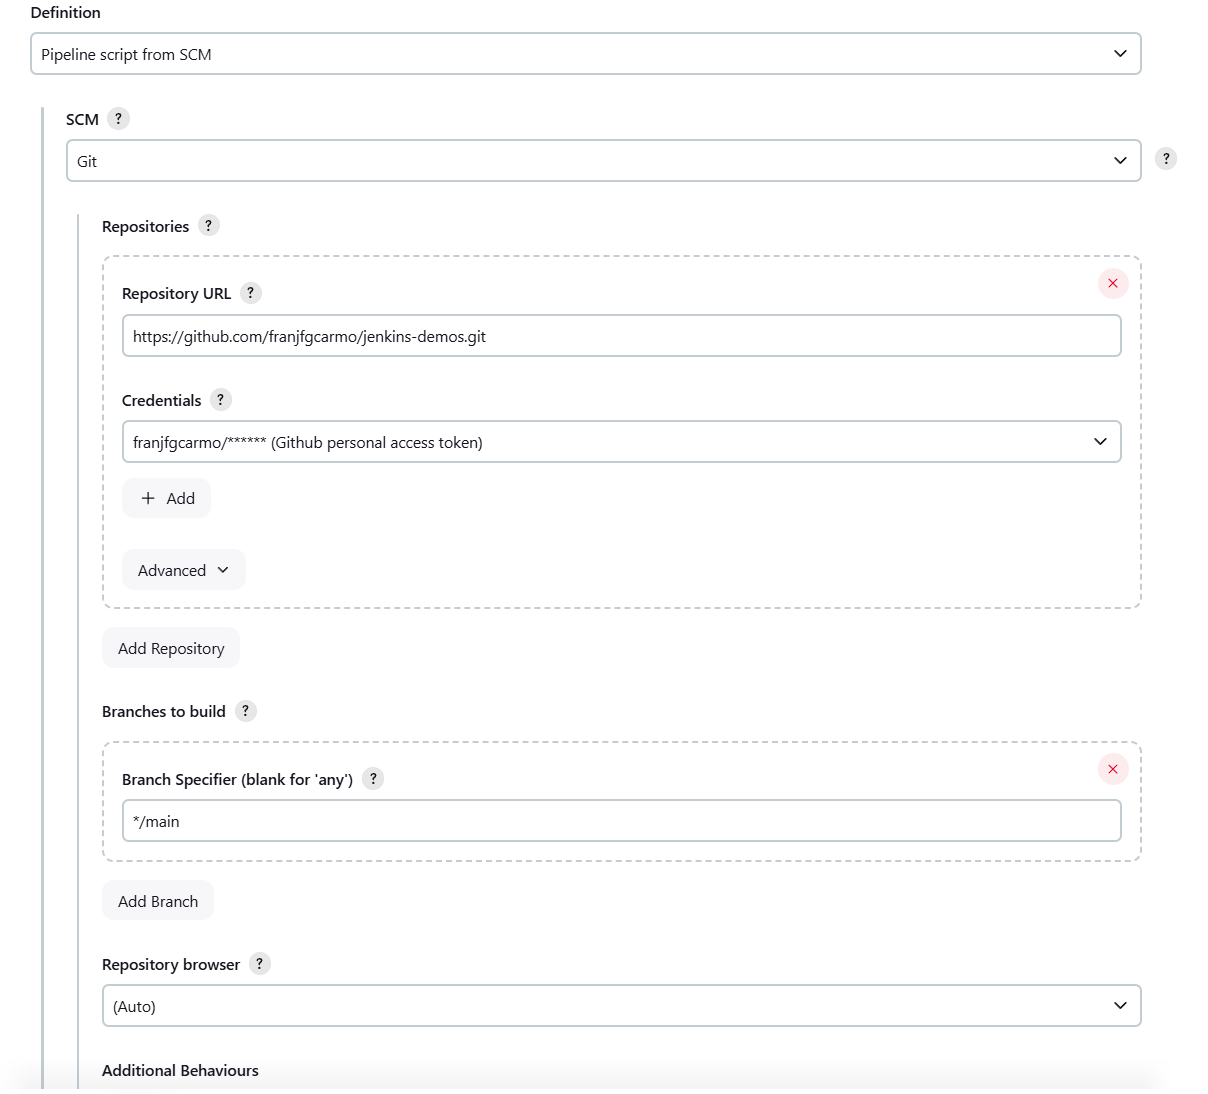 Definition
Pipeline script from SCM
SCM ?
Git
?
Repositories ?
Repository URL ?
https://github.com/franjfgcarmo/jenkins-demos.git
Credentials ?
franjfgcarmo/****** (Github personal access token)
+ Add
Advanced
Add Repository
Branches to build ?
Branch Specifier (blank for 'any') ?
*/main
Add Branch
Repository browser ?
(Auto)
Additional Behaviours